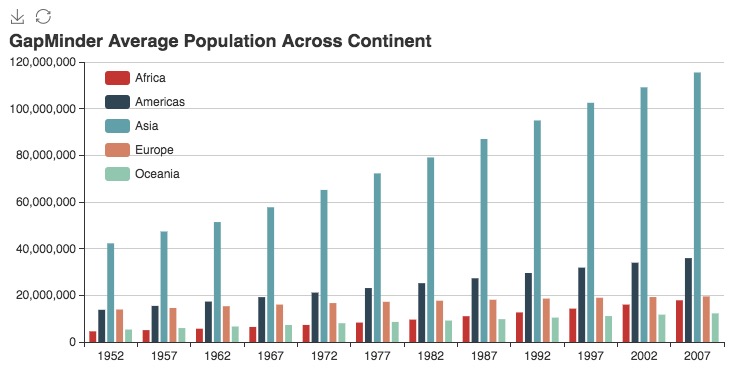 GapMinder Average Population Across Continent
120,000,000
100,000,000
80,000,000
60,000,000
40,000,000
20,000,000
0
Africa
Americas
Asia
Europe
Oceania
1952 1957 1962 1967 1972 1977 1982 1987 1992 1997 2002 2007